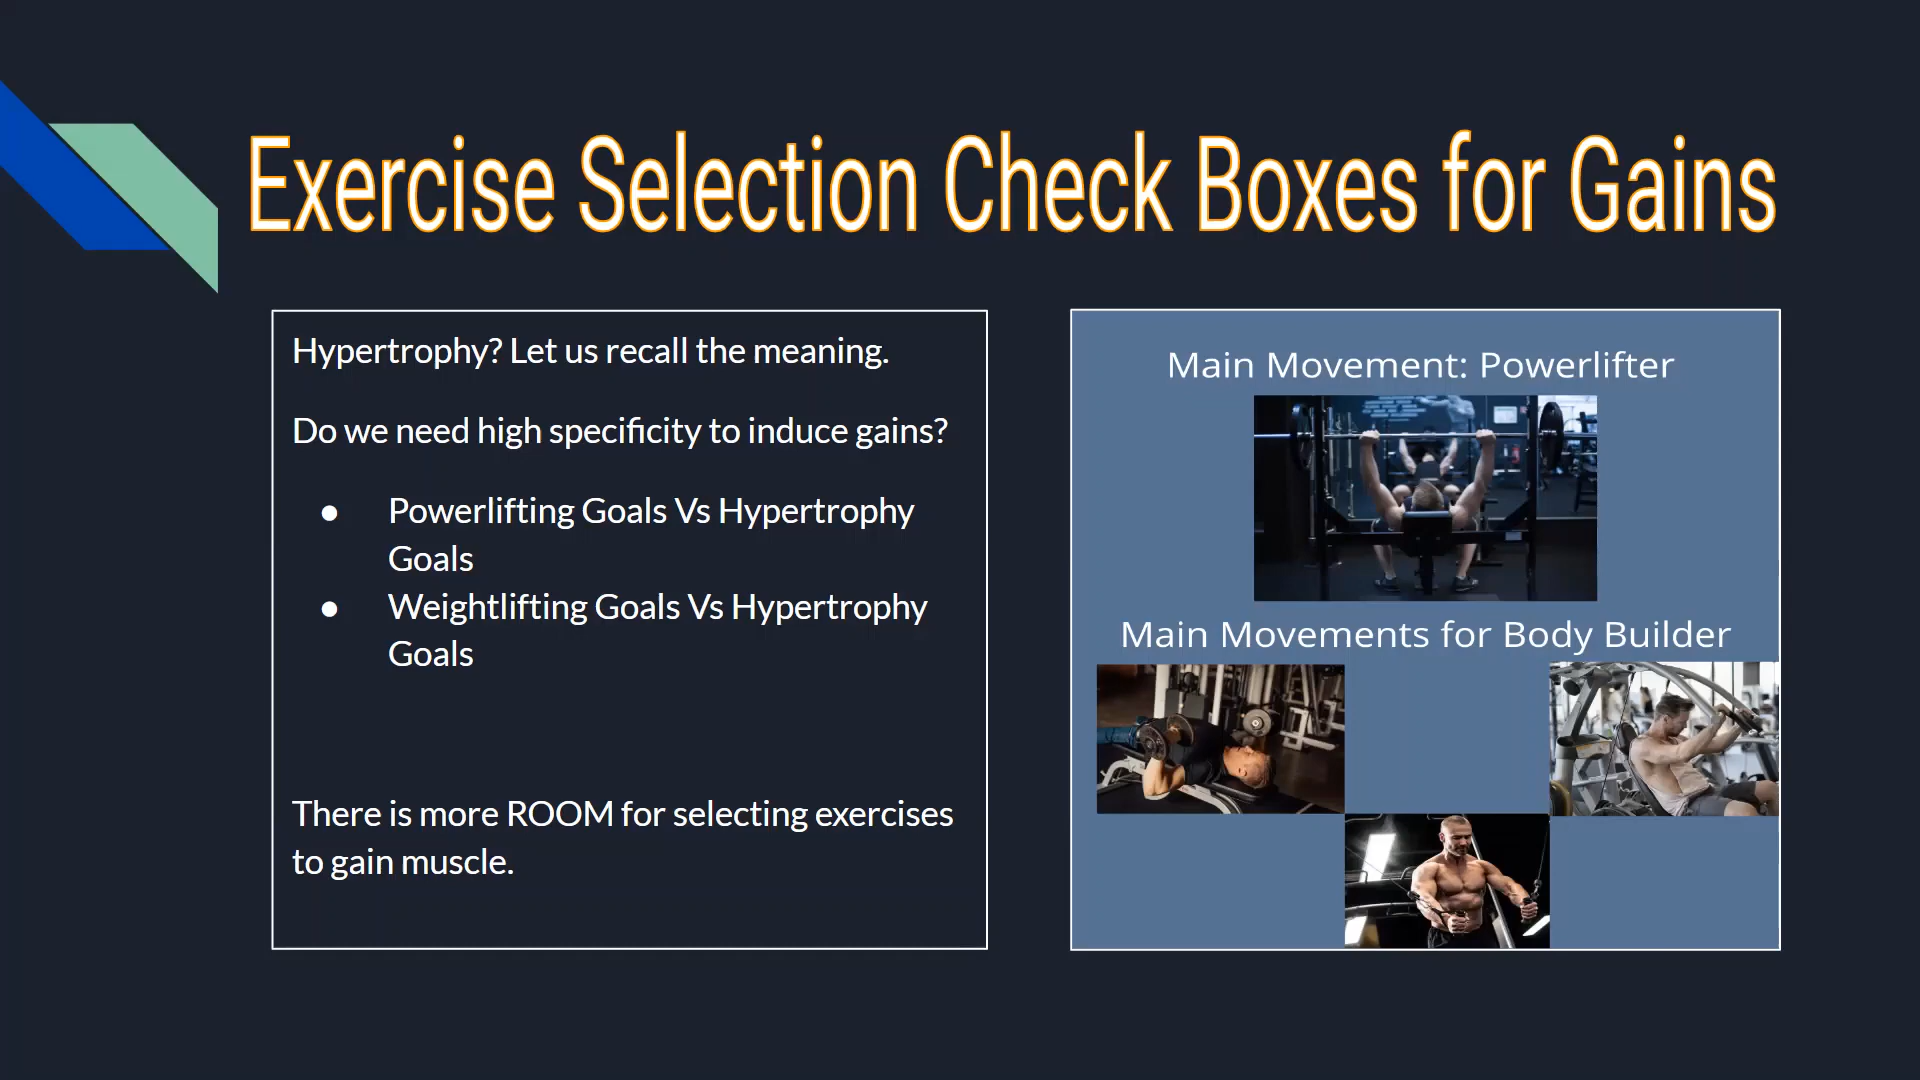 Exercise Selection Check Boxes for Gains
Hypertrophy? Let us recall the meaning.
Do we need high specificity to induce gains?
● Powerlifting Goals Vs Hypertrophy
Goals
● Weightlifting Goals Vs Hypertrophy
Goals
There is more ROOM for selecting exercises
to gain muscle.
Main Movement: Powerlifter
Main Movements for Body Builder